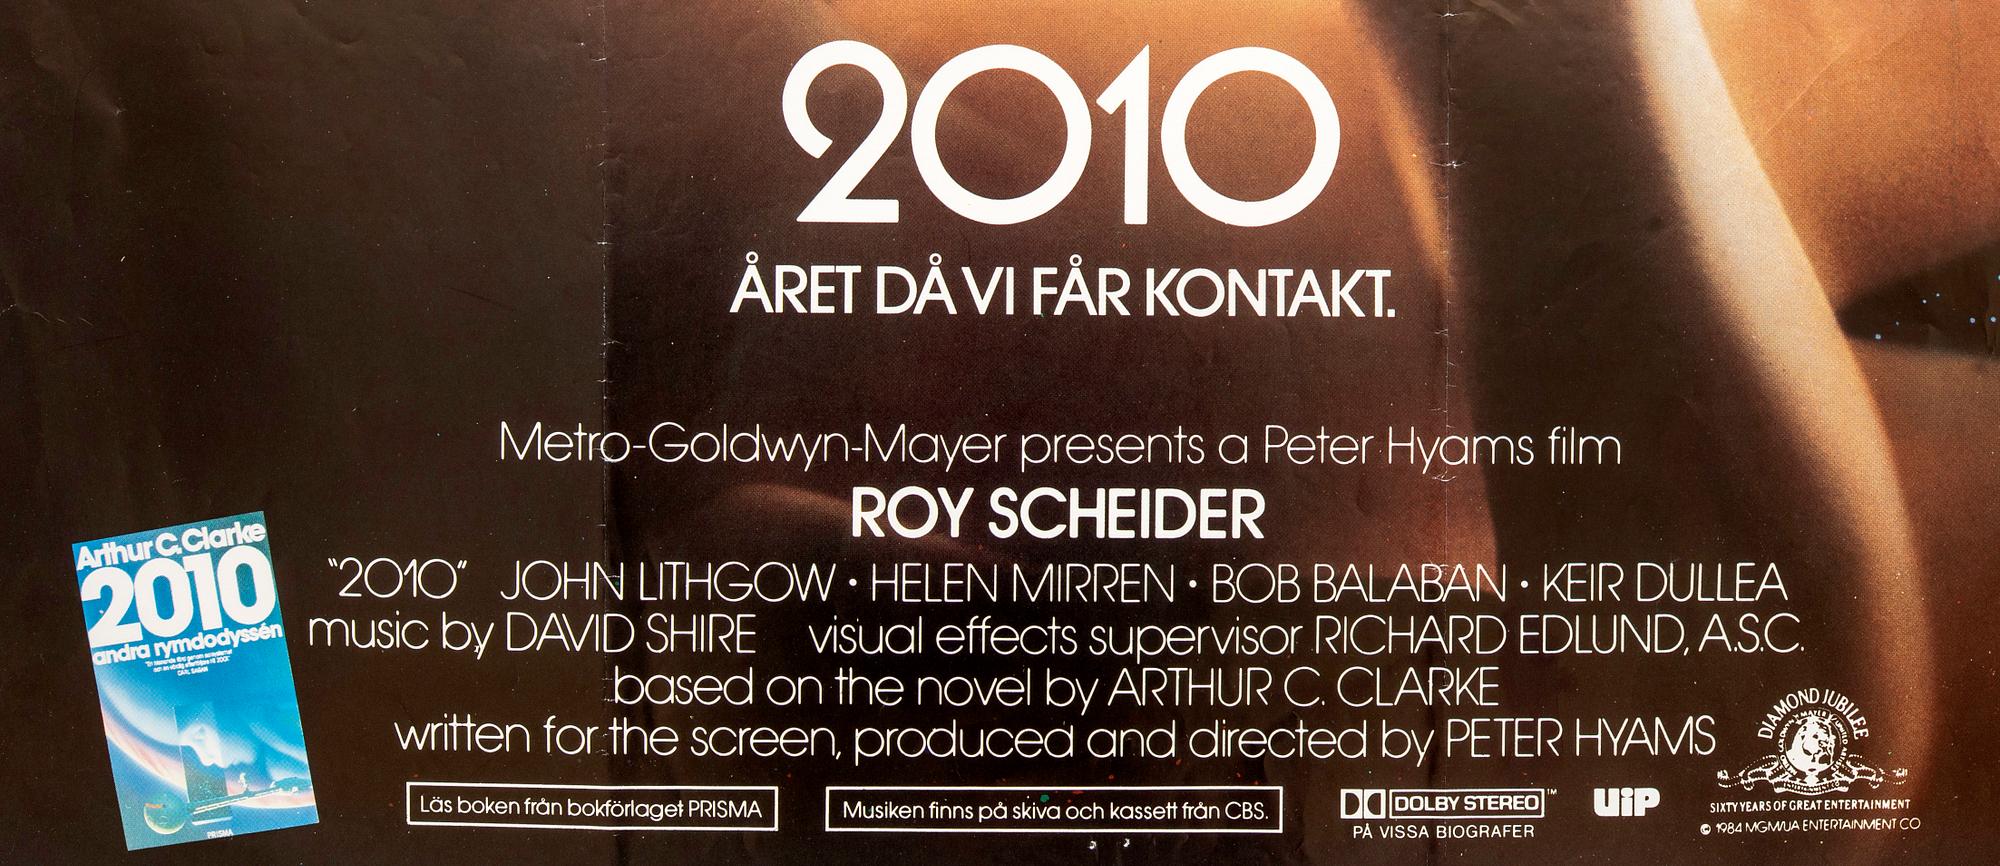 2010
ÅRET DÅ VI FÅR KONTAKT.
Metro-Goldwyn-Mayer presents a Peter Hyams film
ROY SCHEIDER
"2010" JOHN LITHGOW • HELEN MIRREN • BOB BALABAN • KEIR DULLEA
music by DAVID SHIRE visual effects supervisor RICHARD EDLUND, A.S.C.
based on the novel by ARTHUR C. CLARKE
written for the screen, produced and directed by PETER HYAMS
Arthur C. Clarke
2010
andra rymdodyssén
CARL SAGAN
PRISMA
Läs boken från bokförlaget PRISMA
Musiken finns på skiva och kassett från CBS.
DOLBY STEREO™
PÅ VISSA BIOGRAFER
UIP
DIAMOND JUBILEE
SIXTY YEARS OF GREAT ENTERTAINMENT
© 1984 MGM/UA ENTERTAINMENT CO